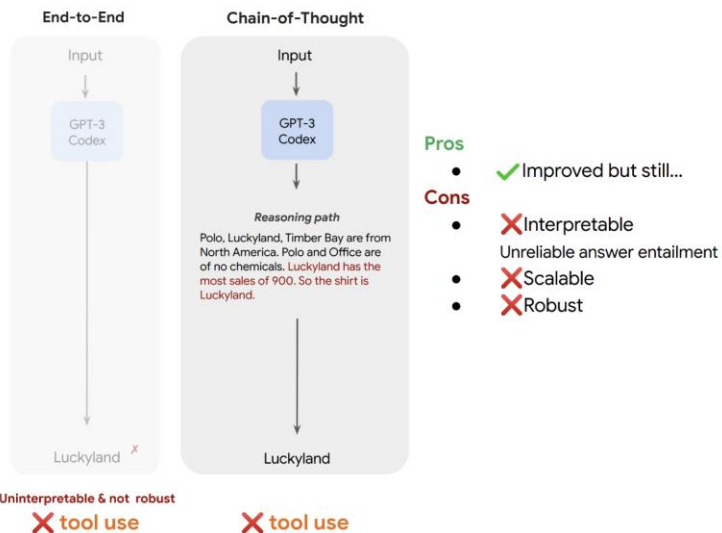 End-to-End
Input
GPT-3
Codex
Luckyland
Uninterpretable & not robust
tool use
Chain-of-Thought
Input
GPT-3
Codex
Reasoning path
Polo, Luckyland, Timber Bay are from
North America. Polo and Office are
of no chemicals. Luckyland has the
most sales of 900. So the shirt is
Luckyland.
Luckyland
tool use
Pros
Improved but still...
Cons
Interpretable
Unreliable answer entailment
Scalable
Robust